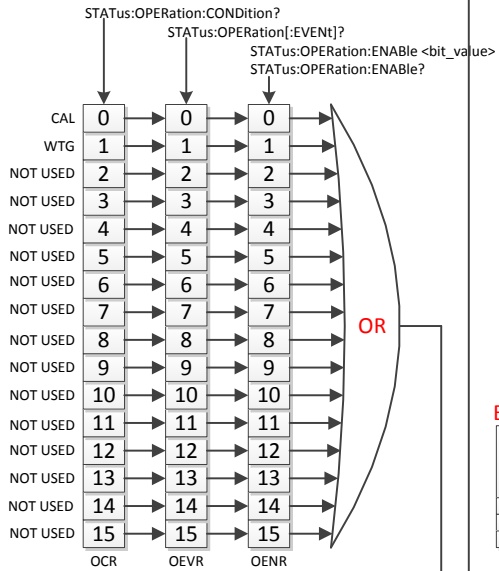 STATus:OPERation:CONDition?
STATus:OPERation[:EVENt]?
STATus:OPERation:ENABle <bit_value>
STATus:OPERation:ENABle?
CAL 0 0 0
WTG 1 1 1
NOT USED 2 2 2
NOT USED 3 3 3
NOT USED 4 4 4
NOT USED 5 5 5
NOT USED 6 6 6
NOT USED 7 7 7
OR
NOT USED 8 8 8
NOT USED 9 9 9
NOT USED 10 10 10
NOT USED 11 11 11
NOT USED 12 12 12
NOT USED 13 13 13
NOT USED 14 14 14
NOT USED 15 15 15
OCR OEVR OENR